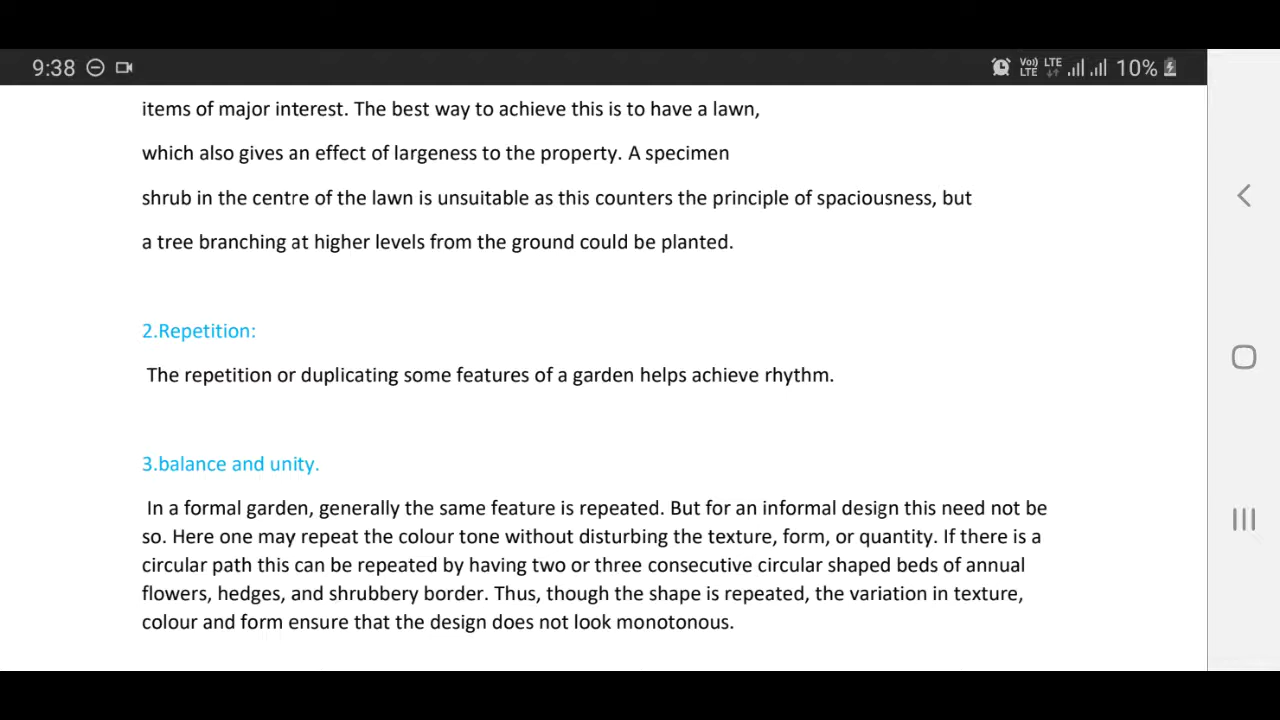 9:38
Vo)) LTE LTE 10%
items of major interest. The best way to achieve this is to have a lawn,
which also gives an effect of largeness to the property. A specimen
shrub in the centre of the lawn is unsuitable as this counters the principle of spaciousness, but
a tree branching at higher levels from the ground could be planted.
2.Repetition:
The repetition or duplicating some features of a garden helps achieve rhythm.
3.balance and unity.
In a formal garden, generally the same feature is repeated. But for an informal design this need not be
so. Here one may repeat the colour tone without disturbing the texture, form, or quantity. If there is a
circular path this can be repeated by having two or three consecutive circular shaped beds of annual
flowers, hedges, and shrubbery border. Thus, though the shape is repeated, the variation in texture,
colour and form ensure that the design does not look monotonous.